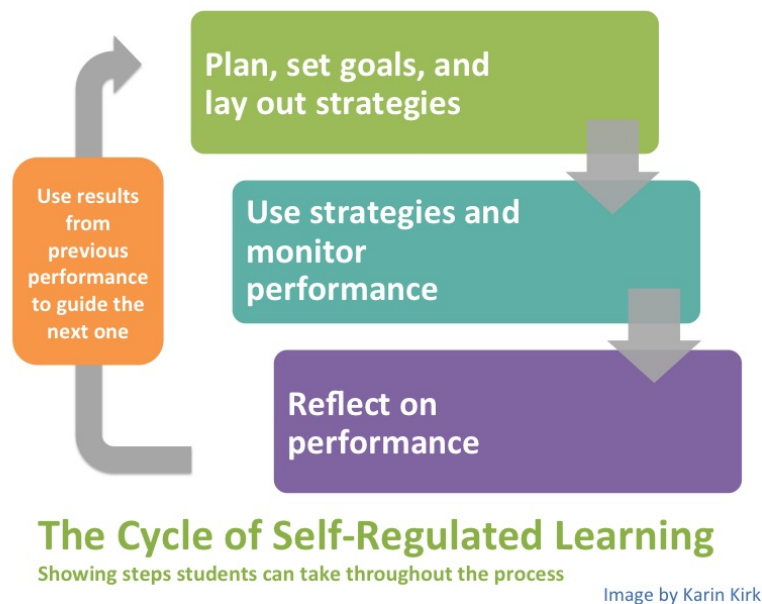 Plan, set goals, and
lay out strategies
Use results
from
previous
performance
to guide the
next one
Use strategies and
monitor
performance
Reflect on
performance
The Cycle of Self-Regulated Learning
Showing steps students can take throughout the process
Image by Karin Kirk